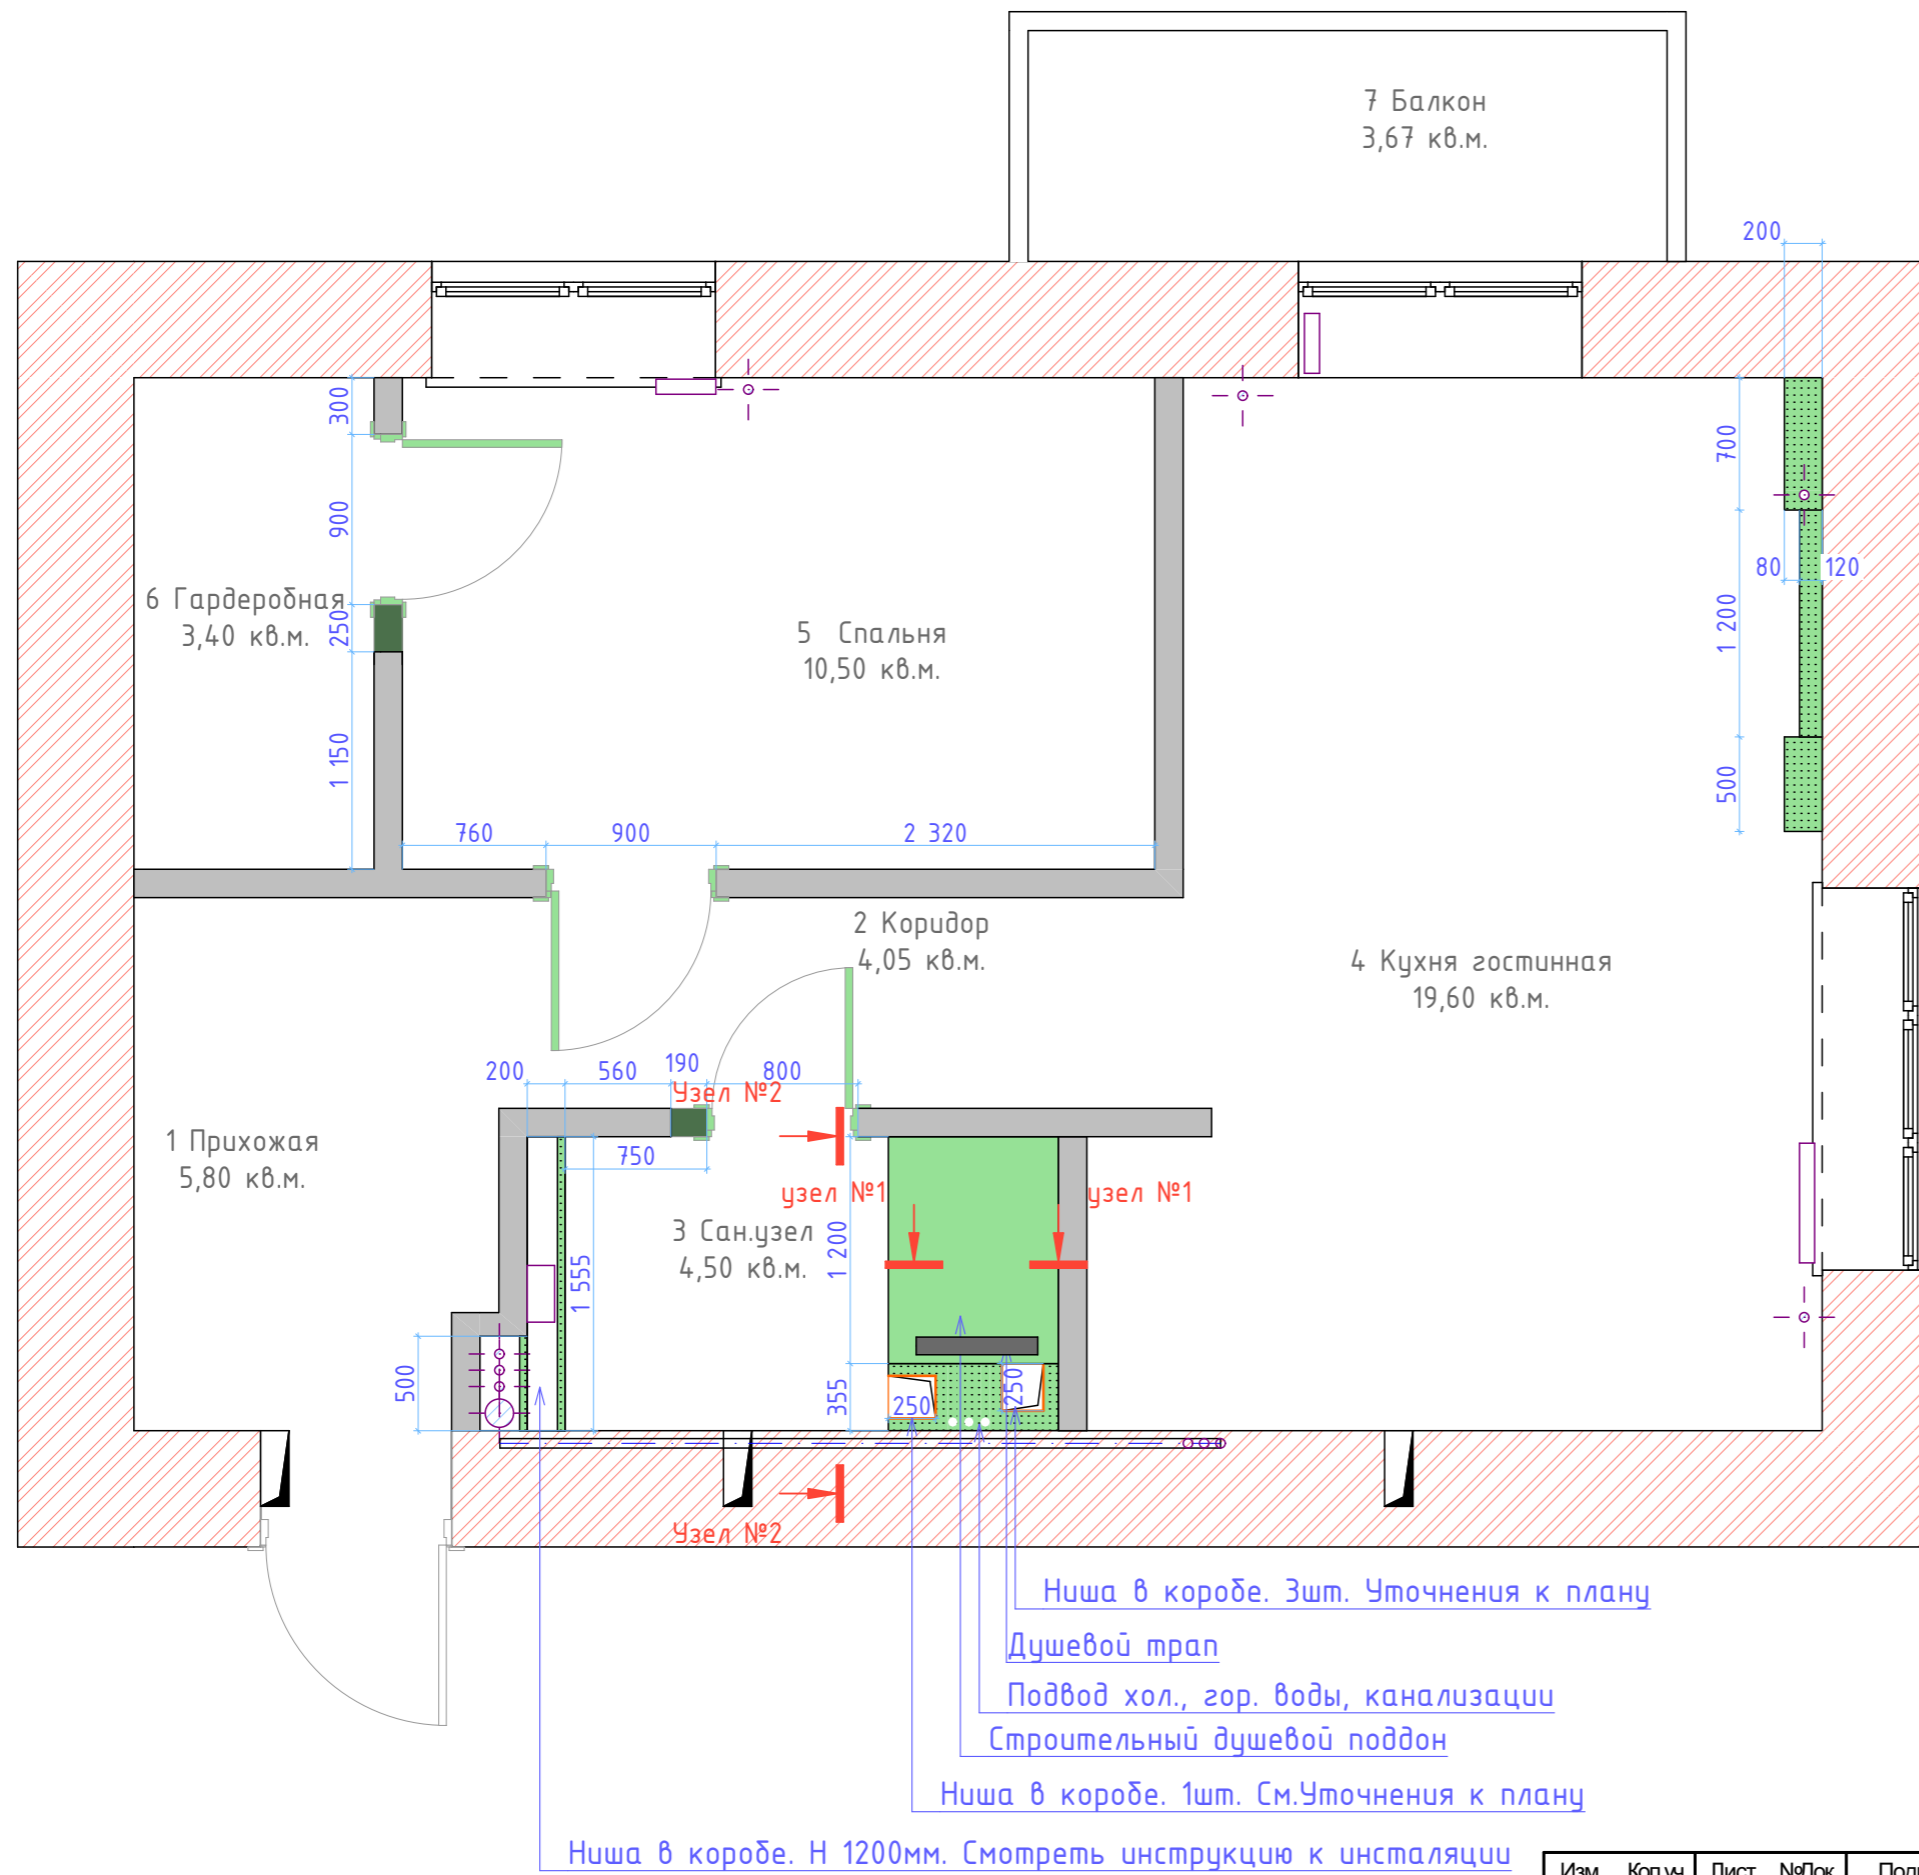 7 Балкон
3,67 кв.м.
200
300
700
900
80
120
6 Гардеробная
3,40 кв.м.
250
5 Спальня
10,50 кв.м.
1 200
1 150
500
760
900
2 320
2 Коридор
4,05 кв.м.
4 Кухня гостинная
19,60 кв.м.
200
560
190
800
Узел №2
1 Прихожая
5,80 кв.м.
750
узел №1
узел №1
3 Сан.узел
4,50 кв.м.
1 200
1 555
500
355
250
250
Узел №2
Ниша в коробе. 3шт. Уточнения к плану
Душевой трап
Подвод хол., гор. воды, канализации
Строительный душевой поддон
Ниша в коробе. 1шт. См.Уточнения к плану
Ниша в коробе. Н 1200мм. Смотреть инструкцию к инсталяции
Изм. Кол.уч Лист №Док